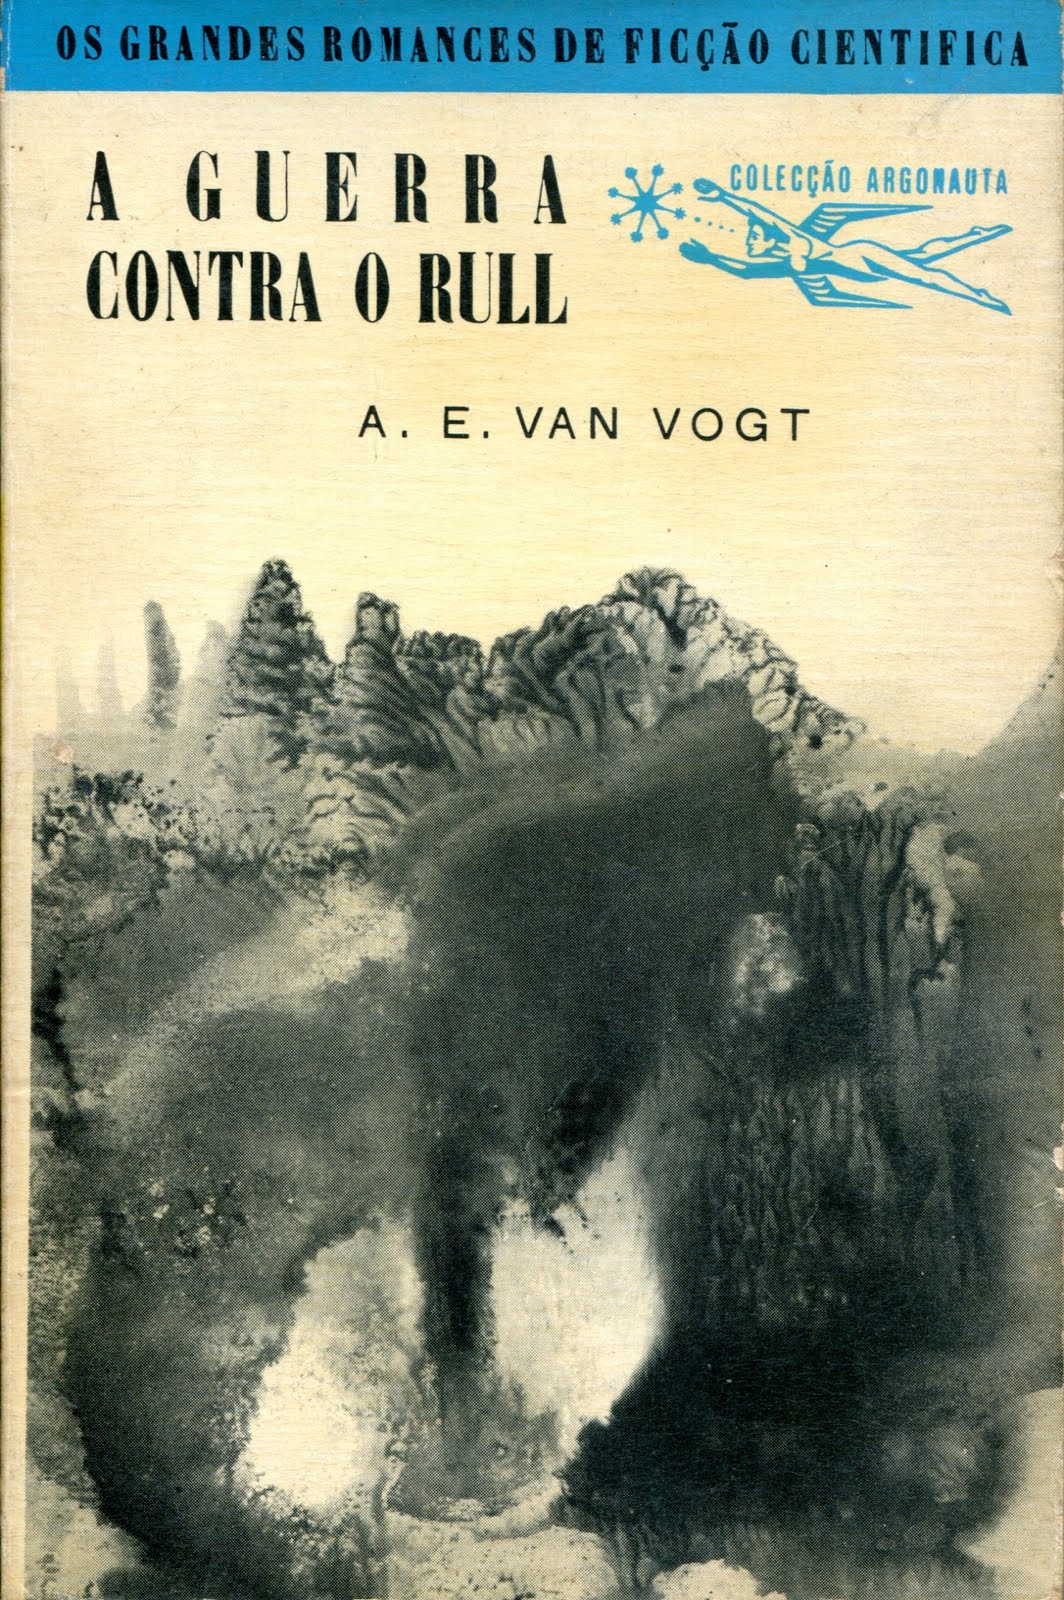 OS GRANDES ROMANCES DE FICÇÃO CIENTIFICA
A GUERRA
CONTRA O RULL
COLECÇÃO ARGONAUTA
A. E. VAN VOGT